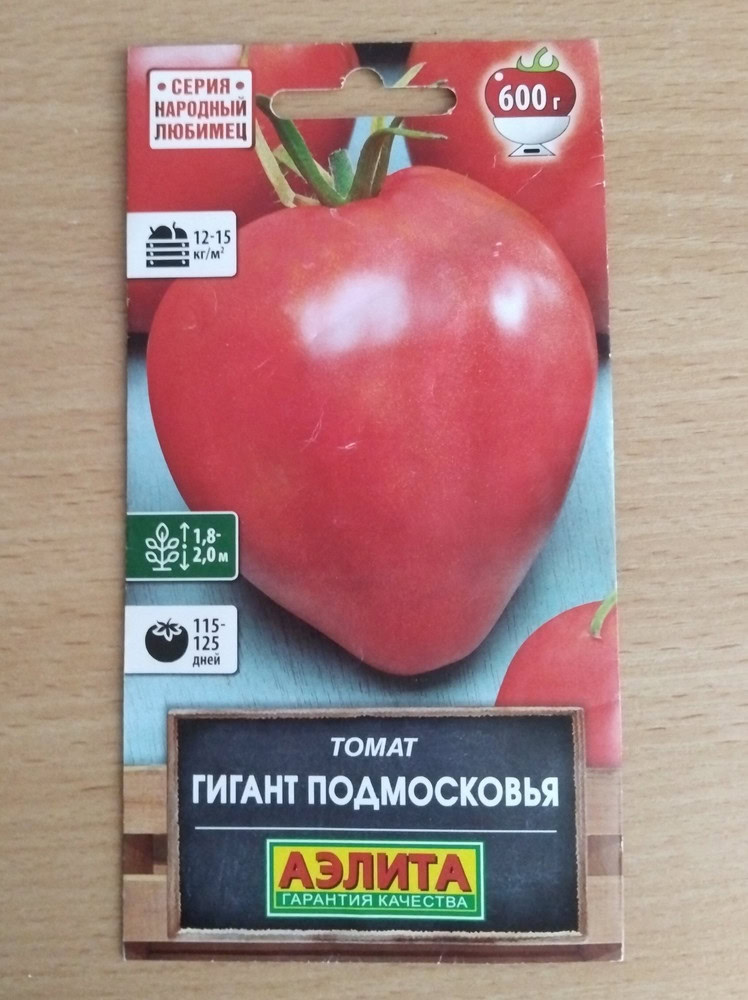 • СЕРИЯ •
НАРОДНЫЙ
ЛЮБИМЕЦ
600 г
12-15
кг/м²
1,8-
2,0 м
115-
125
дней
ТОМАТ
ГИГАНТ ПОДМОСКОВЬЯ
АЭЛИТА
ГАРАНТИЯ КАЧЕСТВА